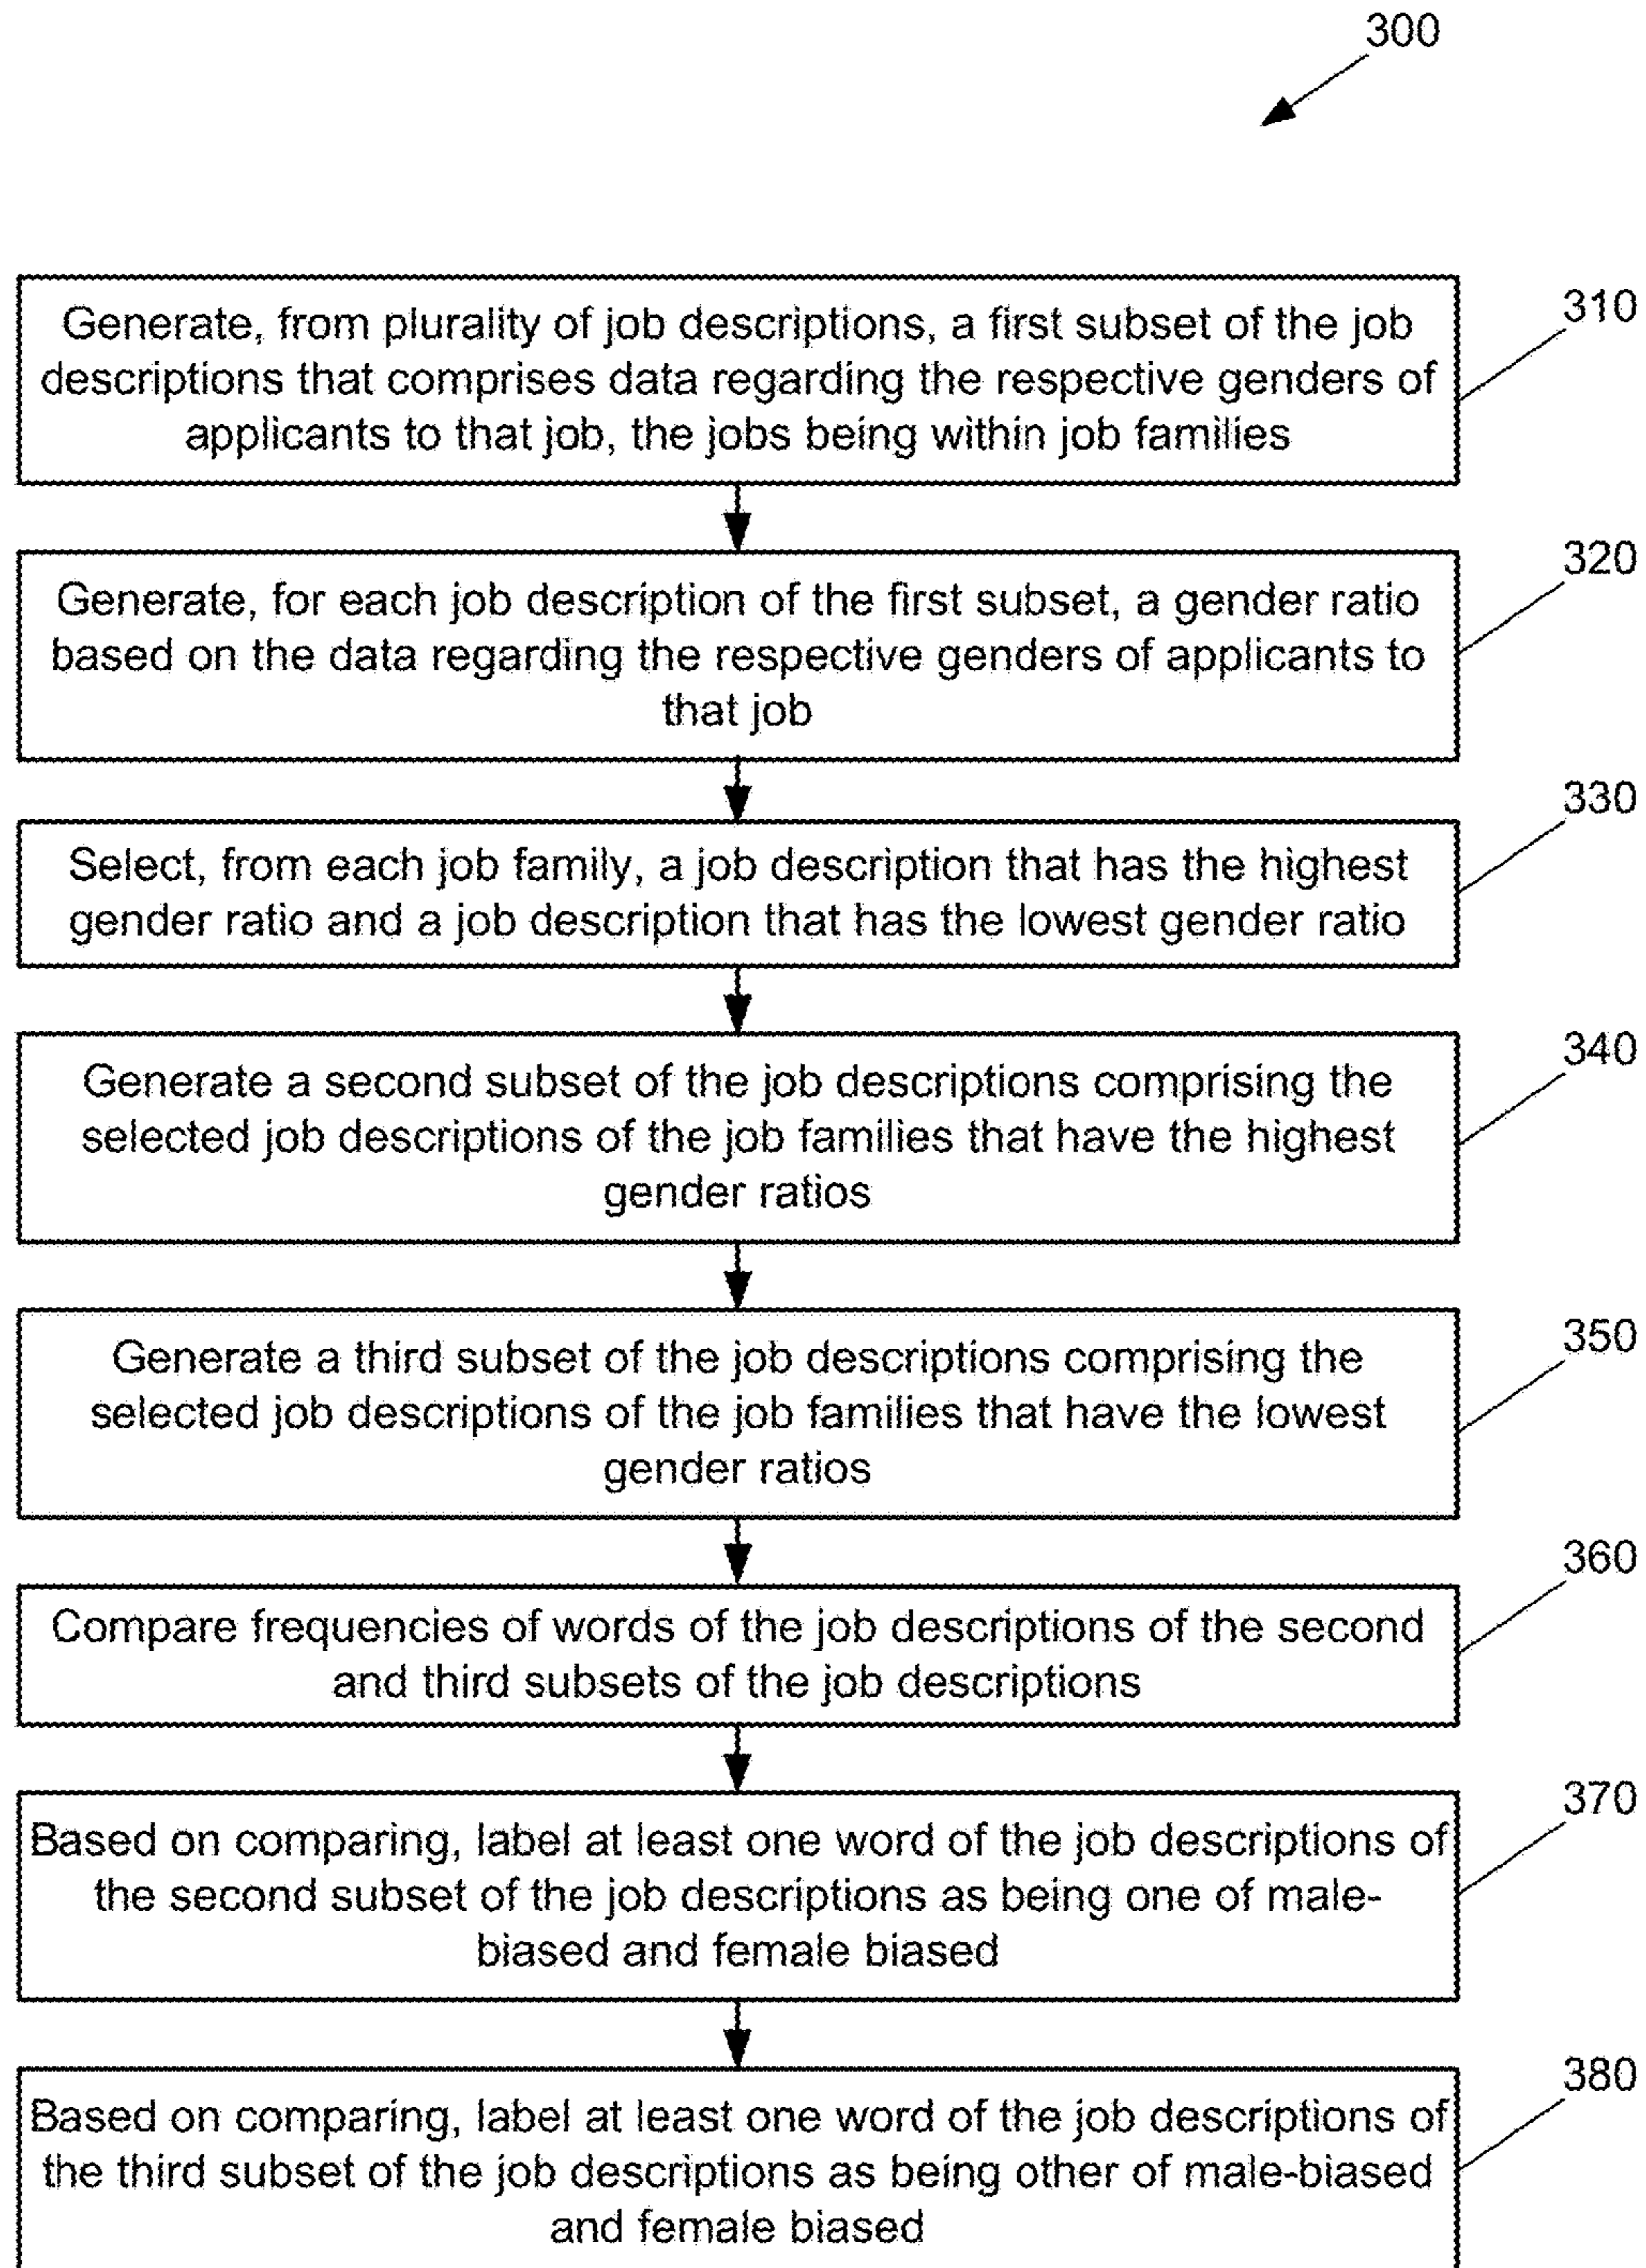 300
310
Generate, from plurality of job descriptions, a first subset of the job
descriptions that comprises data regarding the respective genders of
applicants to that job, the jobs being within job families
320
Generate, for each job description of the first subset, a gender ratio
based on the data regarding the respective genders of applicants to
that job
330
Select, from each job family, a job description that has the highest
gender ratio and a job description that has the lowest gender ratio
340
Generate a second subset of the job descriptions comprising the
selected job descriptions of the job families that have the highest
gender ratios
350
Generate a third subset of the job descriptions comprising the
selected job descriptions of the job families that have the lowest
gender ratios
360
Compare frequencies of words of the job descriptions of the second
and third subsets of the job descriptions
370
Based on comparing, label at least one word of the job descriptions of
the second subset of the job descriptions as being one of male-
biased and female biased
380
Based on comparing, label at least one word of the job descriptions of
the third subset of the job descriptions as being other of male-biased
and female biased